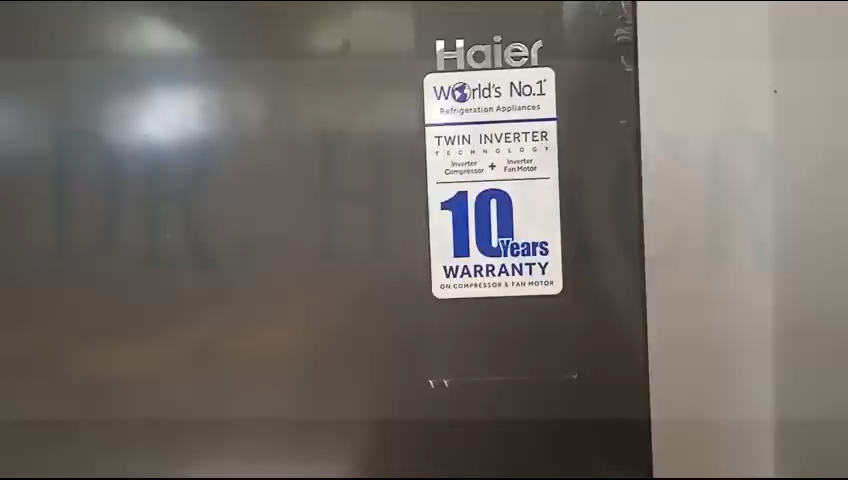 Haier
World's No.1*
Refrigeration Appliances
TWIN INVERTER
TECHNOLOGY
Inverter Compressor + Inverter Fan Motor
10 Years
WARRANTY
ON COMPRESSOR & FAN MOTOR